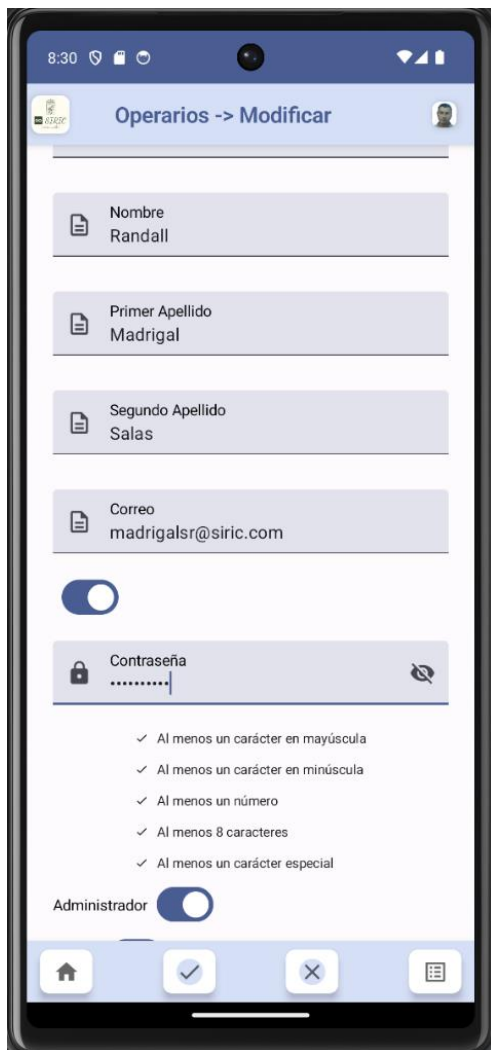 8:30
SIRIC
Operarios -> Modificar
Nombre
Randall
Primer Apellido
Madrigal
Segundo Apellido
Salas
Correo
madrigalsr@siric.com
Contraseña
••••••••••
✓ Al menos un carácter en mayúscula
✓ Al menos un carácter en minúscula
✓ Al menos un número
✓ Al menos 8 caracteres
✓ Al menos un carácter especial
Administrador